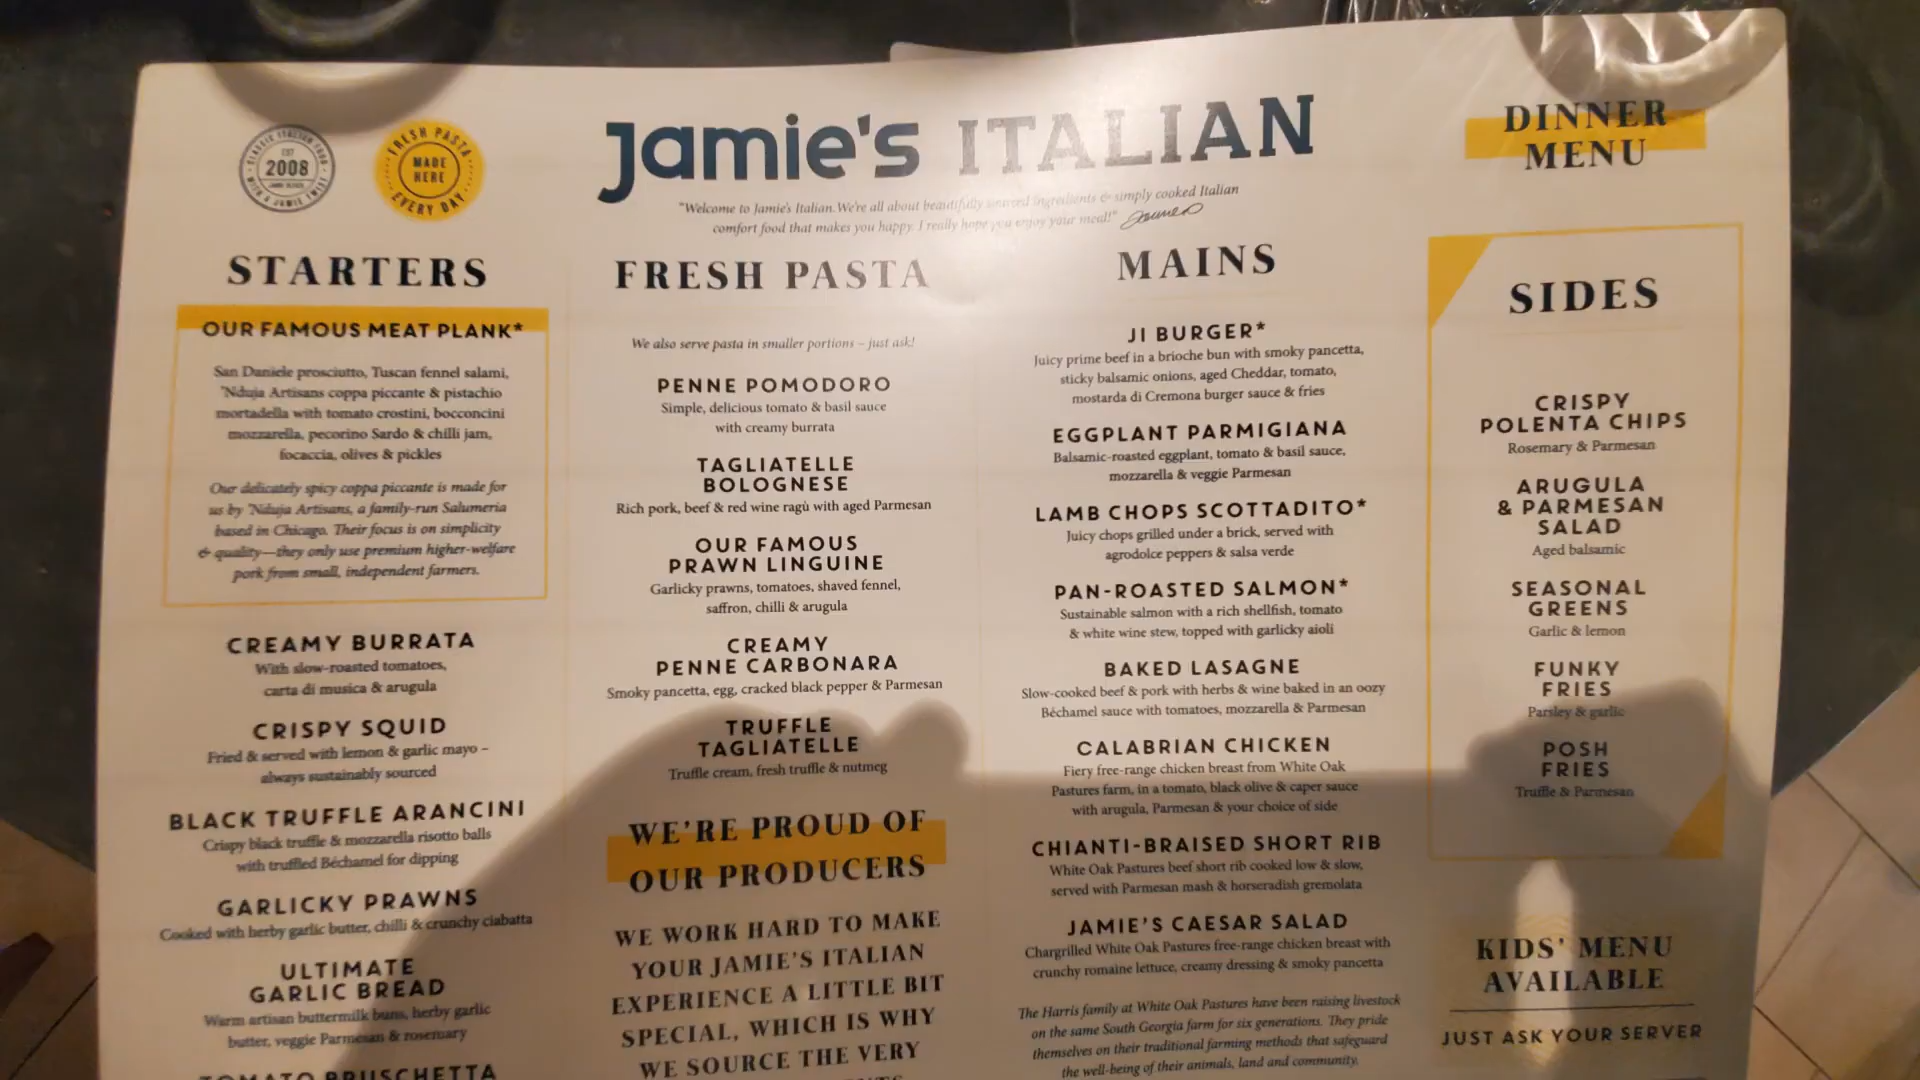 CLASSIC ITALIAN FOOD
EST
2008
JAMIE OLIVER
WITH A JAMIE TWIST
FRESH PASTA
MADE
HERE
EVERY DAY
Jamie's ITALIAN
"Welcome to Jamie's Italian. We're all about beautifully sourced ingredients & simply cooked Italian
comfort food that makes you happy. I really hope you enjoy your meal!"
DINNER
MENU
STARTERS
OUR FAMOUS MEAT PLANK*
San Daniele prosciutto, Tuscan fennel salami,
'Nduja Artisans coppa piccante & pistachio
mortadella with tomato crostini, bocconcini
mozzarella, pecorino Sardo & chilli jam,
focaccia, olives & pickles
Our delicately spicy coppa piccante is made for
us by 'Nduja Artisans, a family-run Salumeria
based in Chicago. Their focus is on simplicity
& quality—they only use premium higher-welfare
pork from small, independent farmers.
CREAMY BURRATA
With slow-roasted tomatoes,
carta di musica & arugula
CRISPY SQUID
Fried & served with lemon & garlic mayo –
always sustainably sourced
BLACK TRUFFLE ARANCINI
Crispy black truffle & mozzarella risotto balls
with truffled Béchamel for dipping
GARLICKY PRAWNS
Cooked with herby garlic butter, chilli & crunchy ciabatta
ULTIMATE
GARLIC BREAD
Warm artisan buttermilk buns, herby garlic
butter, veggie Parmesan & rosemary
TOMATO BRUSCHETTA
FRESH PASTA
We also serve pasta in smaller portions – just ask!
PENNE POMODORO
Simple, delicious tomato & basil sauce
with creamy burrata
TAGLIATELLE
BOLOGNESE
Rich pork, beef & red wine ragù with aged Parmesan
OUR FAMOUS
PRAWN LINGUINE
Garlicky prawns, tomatoes, shaved fennel,
saffron, chilli & arugula
CREAMY
PENNE CARBONARA
Smoky pancetta, egg, cracked black pepper & Parmesan
TRUFFLE
TAGLIATELLE
Truffle cream, fresh truffle & nutmeg
WE'RE PROUD OF
OUR PRODUCERS
WE WORK HARD TO MAKE
YOUR JAMIE'S ITALIAN
EXPERIENCE A LITTLE BIT
SPECIAL, WHICH IS WHY
WE SOURCE THE VERY
MAINS
JI BURGER*
Juicy prime beef in a brioche bun with smoky pancetta,
sticky balsamic onions, aged Cheddar, tomato,
mostarda di Cremona burger sauce & fries
EGGPLANT PARMIGIANA
Balsamic-roasted eggplant, tomato & basil sauce,
mozzarella & veggie Parmesan
LAMB CHOPS SCOTTADITO*
Juicy chops grilled under a brick, served with
agrodolce peppers & salsa verde
PAN-ROASTED SALMON*
Sustainable salmon with a rich shellfish, tomato
& white wine stew, topped with garlicky aioli
BAKED LASAGNE
Slow-cooked beef & pork with herbs & wine baked in an oozy
Béchamel sauce with tomatoes, mozzarella & Parmesan
CALABRIAN CHICKEN
Fiery free-range chicken breast from White Oak
Pastures farm, in a tomato, black olive & caper sauce
with arugula, Parmesan & your choice of side
CHIANTI-BRAISED SHORT RIB
White Oak Pastures beef short rib cooked low & slow,
served with Parmesan mash & horseradish gremolata
JAMIE'S CAESAR SALAD
Chargrilled White Oak Pastures free-range chicken breast with
crunchy romaine lettuce, creamy dressing & smoky pancetta
The Harris family at White Oak Pastures have been raising livestock
on the same South Georgia farm for six generations. They pride
themselves on their traditional farming methods that safeguard
the well-being of their animals, land and community.
SIDES
CRISPY
POLENTA CHIPS
Rosemary & Parmesan
ARUGULA
& PARMESAN
SALAD
Aged balsamic
SEASONAL
GREENS
Garlic & lemon
FUNKY
FRIES
Parsley & garlic
POSH
FRIES
Truffle & Parmesan
KIDS' MENU
AVAILABLE
JUST ASK YOUR SERVER